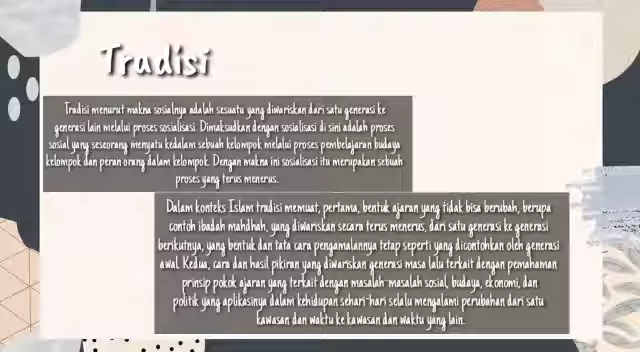 Tradisi
Tradisi menurut makna sosialnya adalah sesuatu yang diwariskan dari satu generasi ke
generasi lain melalui proses sosialisasi. Dimaksudkan dengan sosialisasi di sini adalah proses
sosial yang seseorang menyatu kedalam sebuah kelompok melalui proses pembelajaran budaya
kelompok dan peran orang dalam kelompok. Dengan makna ini sosialisasi itu merupakan sebuah
proses yang terus menerus.
Dalam konteks Islam tradisi memuat, pertama, bentuk ajaran yang tidak bisa berubah, berupa
contoh ibadah mahdhah, yang diwariskan secara terus menerus, dari satu generasi ke generasi
berikutnya, yang bentuk dan tata cara pengamalannya tetap seperti yang dicontohkan oleh generasi
awal. Kedua, cara dan hasil pikiran yang diwariskan generasi masa lalu terkait dengan pemahaman
prinsip pokok ajaran yang terkait dengan masalah-masalah sosial, budaya, ekonomi, dan
politik yang aplikasinya dalam kehidupan sehari-hari selalu mengalami perubahan dari satu
kawasan dan waktu ke kawasan dan waktu yang lain.